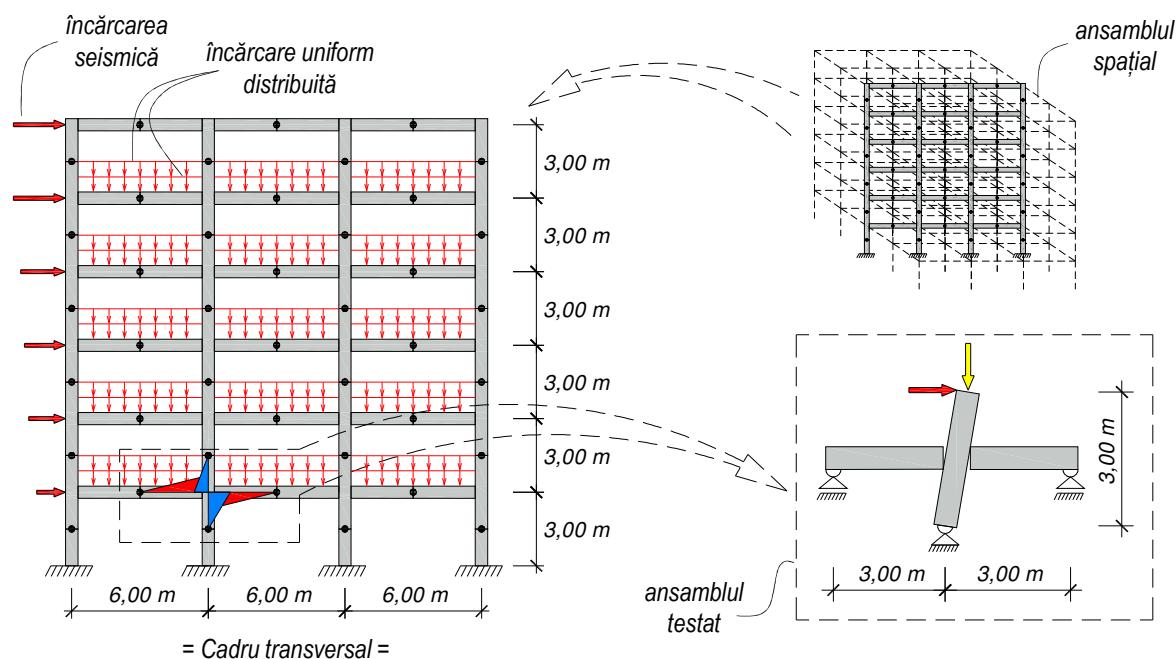 încărcarea
seismică
încărcare uniform
distribuită
ansamblul
spațial
3,00 m
3,00 m
3,00 m
3,00 m
3,00 m
3,00 m
6,00 m
6,00 m
6,00 m
= Cadru transversal =
3,00 m
3,00 m
3,00 m
ansamblul
testat